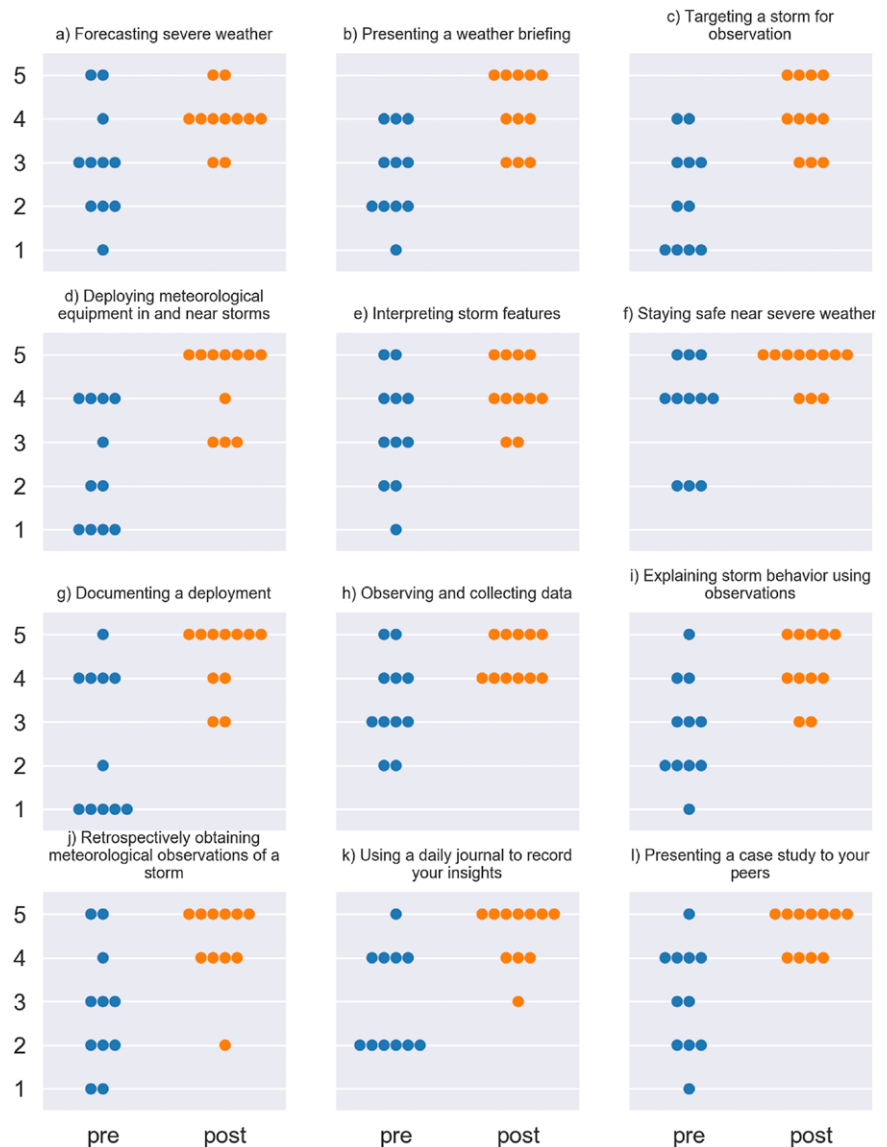 a) Forecasting severe weather
b) Presenting a weather briefing
c) Targeting a storm for
observation
5
4
3
2
1
d) Deploying meteorological
equipment in and near storms
e) Interpreting storm features
f) Staying safe near severe weather
5
4
3
2
1
g) Documenting a deployment
h) Observing and collecting data
i) Explaining storm behavior using
observations
5
4
3
2
1
j) Retrospectively obtaining
meteorological observations of a
storm
k) Using a daily journal to record
your insights
l) Presenting a case study to your
peers
5
4
3
2
1
pre post pre post pre post